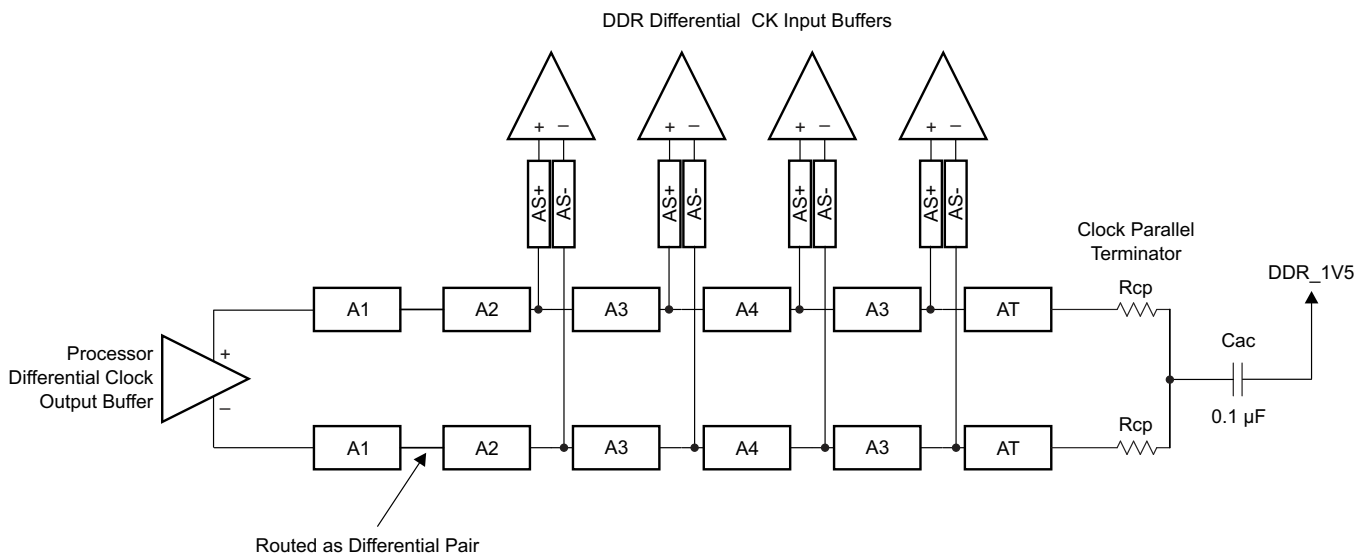 DDR Differential CK Input Buffers
+ –
+ –
+ –
+ –
AS+
AS-
AS+
AS-
AS+
AS-
AS+
AS-
Clock Parallel
Terminator
DDR_1V5
A1
A2
A3
A4
A3
AT
Rcp
Processor
Differential Clock
Output Buffer
+
–
Cac
0.1 µF
A1
A2
A3
A4
A3
AT
Rcp
Routed as Differential Pair